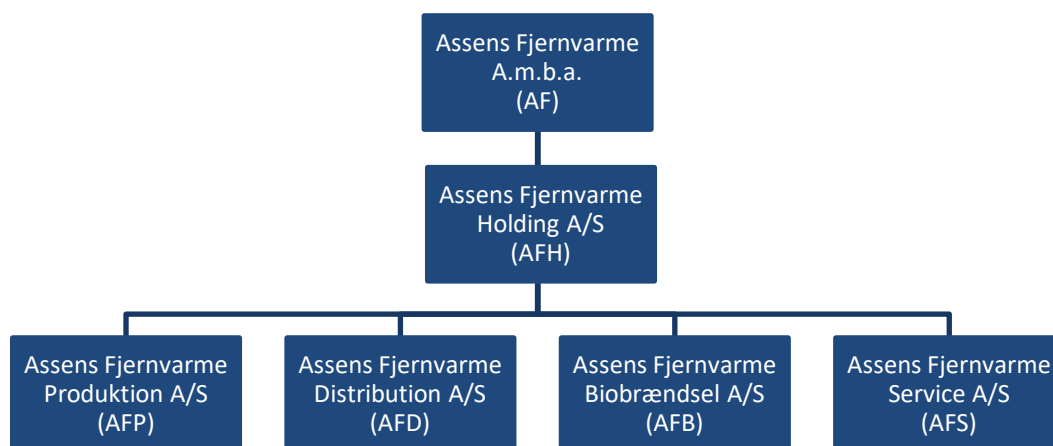 Assens Fjernvarme
A.m.b.a.
(AF)
Assens Fjernvarme
Holding A/S
(AFH)
Assens Fjernvarme
Produktion A/S
(AFP)
Assens Fjernvarme
Distribution A/S
(AFD)
Assens Fjernvarme
Biobrændsel A/S
(AFB)
Assens Fjernvarme
Service A/S
(AFS)